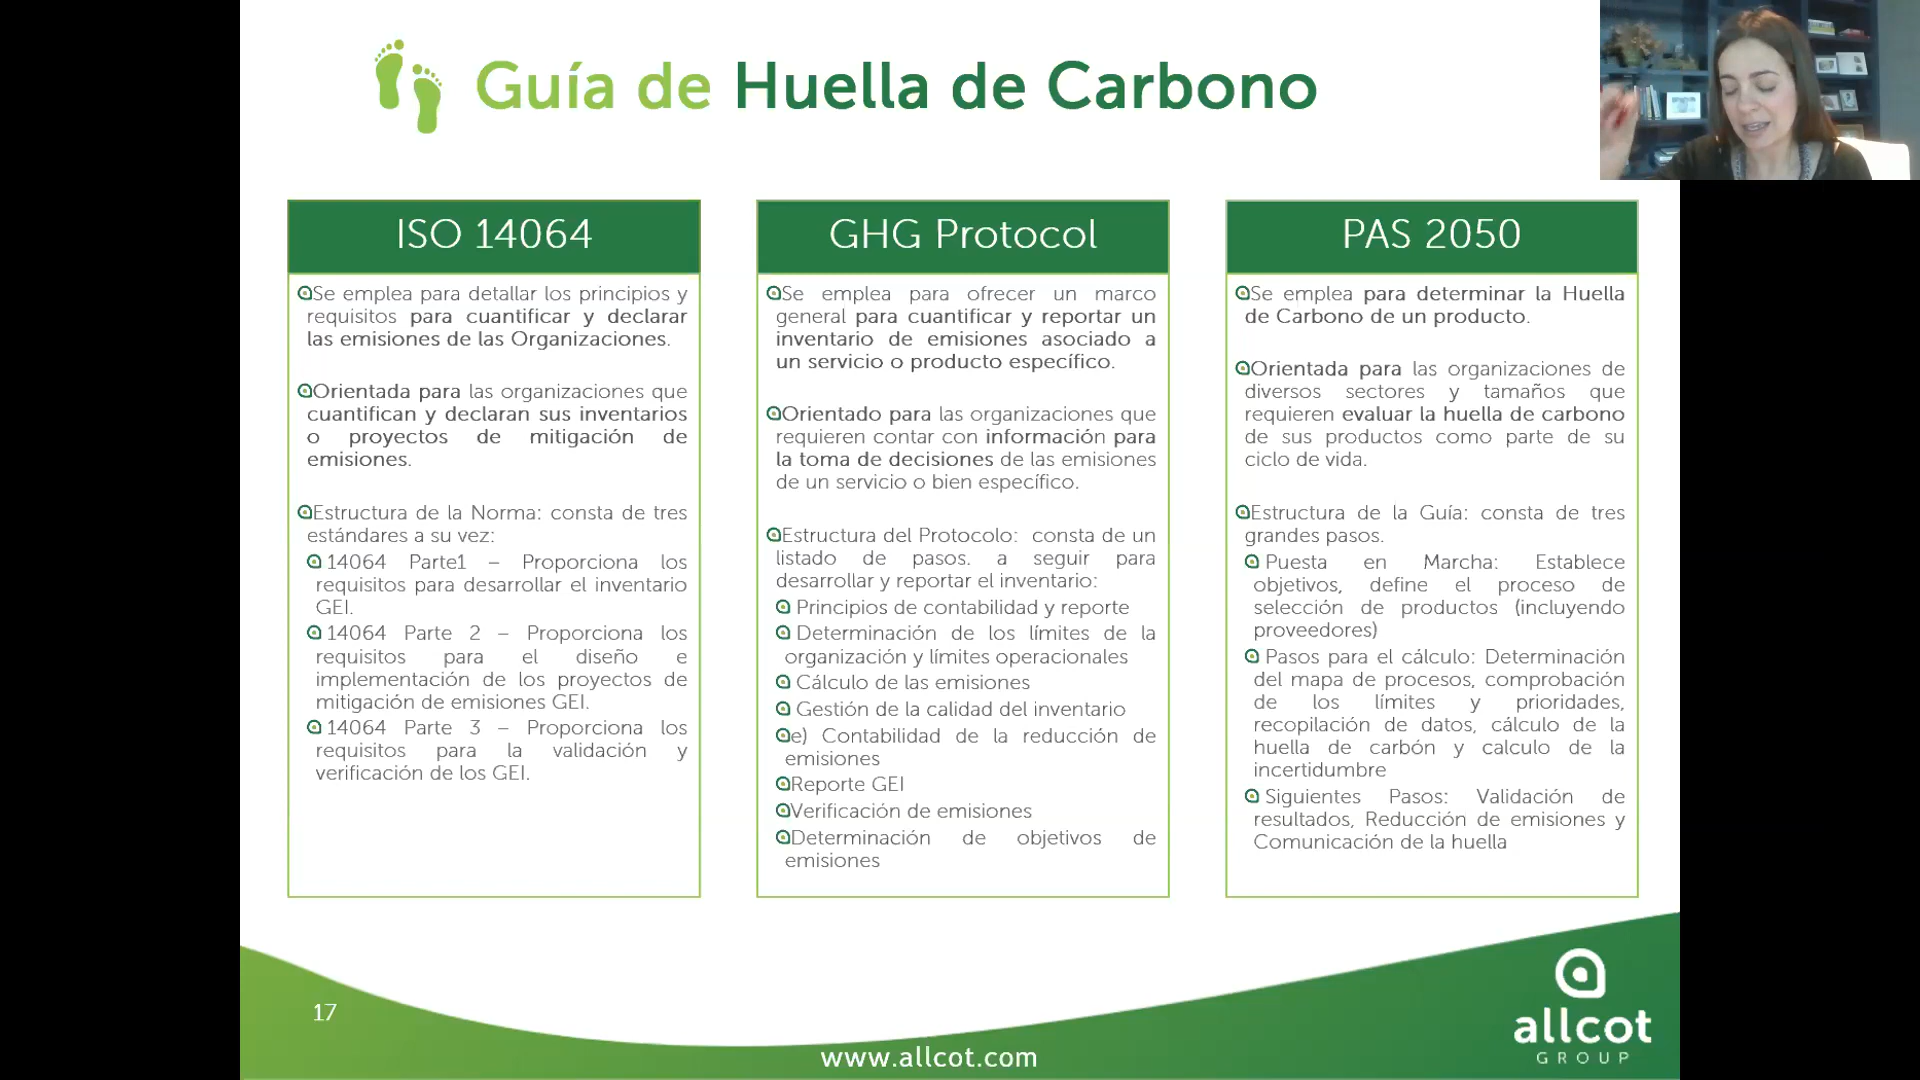 Guía de Huella de Carbono
ISO 14064
Se emplea para detallar los principios y
requisitos para cuantificar y declarar
las emisiones de las Organizaciones.
Orientada para las organizaciones que
cuantifican y declaran sus inventarios
o proyectos de mitigación de
emisiones.
Estructura de la Norma: consta de tres
estándares a su vez:
14064 Parte1 – Proporciona los
requisitos para desarrollar el inventario
GEI.
14064 Parte 2 – Proporciona los
requisitos para el diseño e
implementación de los proyectos de
mitigación de emisiones GEI.
14064 Parte 3 – Proporciona los
requisitos para la validación y
verificación de los GEI.
GHG Protocol
Se emplea para ofrecer un marco
general para cuantificar y reportar un
inventario de emisiones asociado a
un servicio o producto específico.
Orientado para las organizaciones que
requieren contar con información para
la toma de decisiones de las emisiones
de un servicio o bien específico.
Estructura del Protocolo: consta de un
listado de pasos. a seguir para
desarrollar y reportar el inventario:
Principios de contabilidad y reporte
Determinación de los límites de la
organización y límites operacionales
Cálculo de las emisiones
Gestión de la calidad del inventario
e) Contabilidad de la reducción de
emisiones
Reporte GEI
Verificación de emisiones
Determinación de objetivos de
emisiones
PAS 2050
Se emplea para determinar la Huella
de Carbono de un producto.
Orientada para las organizaciones de
diversos sectores y tamaños que
requieren evaluar la huella de carbono
de sus productos como parte de su
ciclo de vida.
Estructura de la Guía: consta de tres
grandes pasos.
Puesta en Marcha: Establece
objetivos, define el proceso de
selección de productos (incluyendo
proveedores)
Pasos para el cálculo: Determinación
del mapa de procesos, comprobación
de los límites y prioridades,
recopilación de datos, cálculo de la
huella de carbón y calculo de la
incertidumbre
Siguientes Pasos: Validación de
resultados, Reducción de emisiones y
Comunicación de la huella
17
www.allcot.com
allcot
GROUP